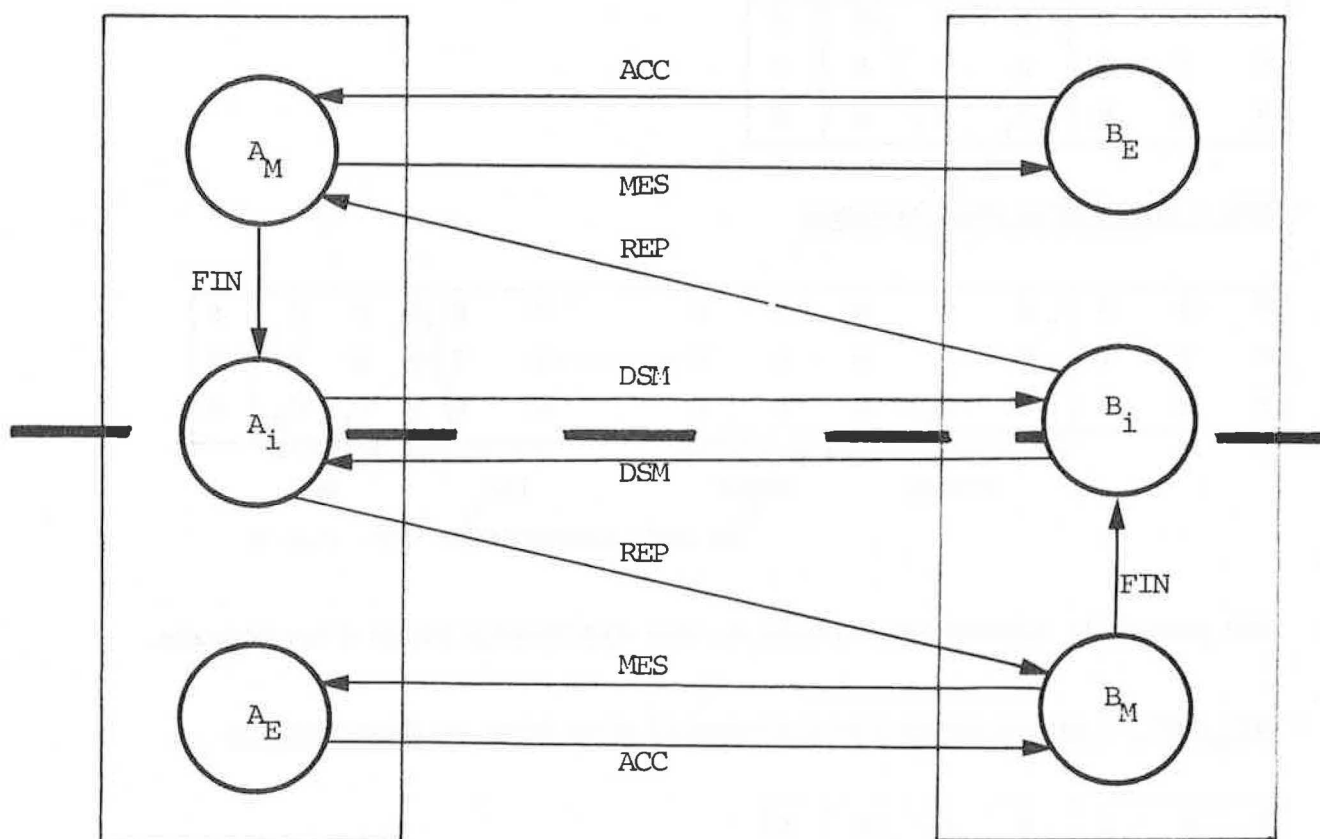 ACC
A_M
B_E
MES
REP
FIN
DSM
A_i
B_i
DSM
REP
FIN
MES
A_E
B_M
ACC